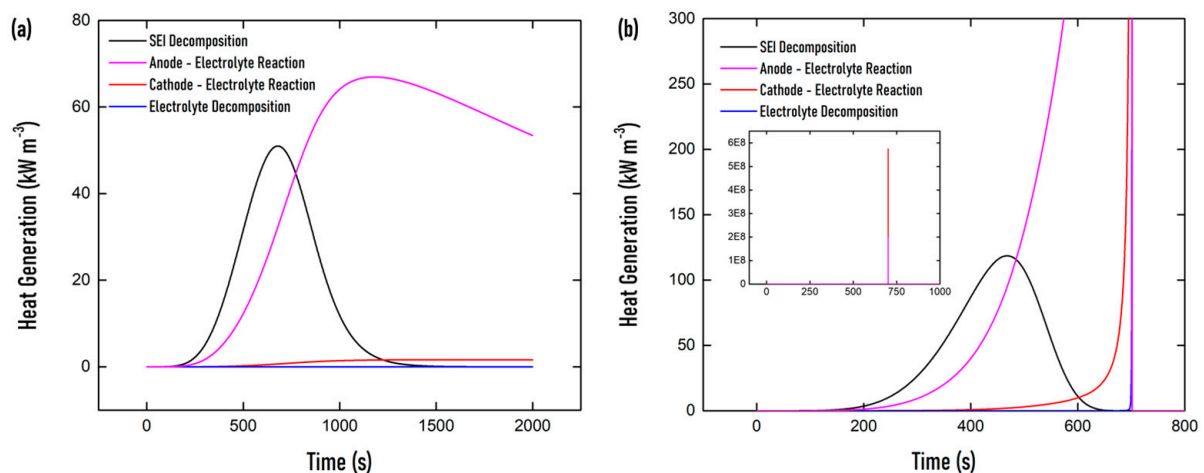 (a)
80
60
40
20
0
Heat Generation (kW m⁻³)
SEI Decomposition
Anode - Electrolyte Reaction
Cathode - Electrolyte Reaction
Electrolyte Decomposition
0 500 1000 1500 2000
Time (s)
(b)
300
250
200
150
100
50
0
Heat Generation (kW m⁻³)
SEI Decomposition
Anode - Electrolyte Reaction
Cathode - Electrolyte Reaction
Electrolyte Decomposition
6E8
5E8
4E8
3E8
2E8
1E8
0
0 250 500 750 1000
0 200 400 600 800
Time (s)